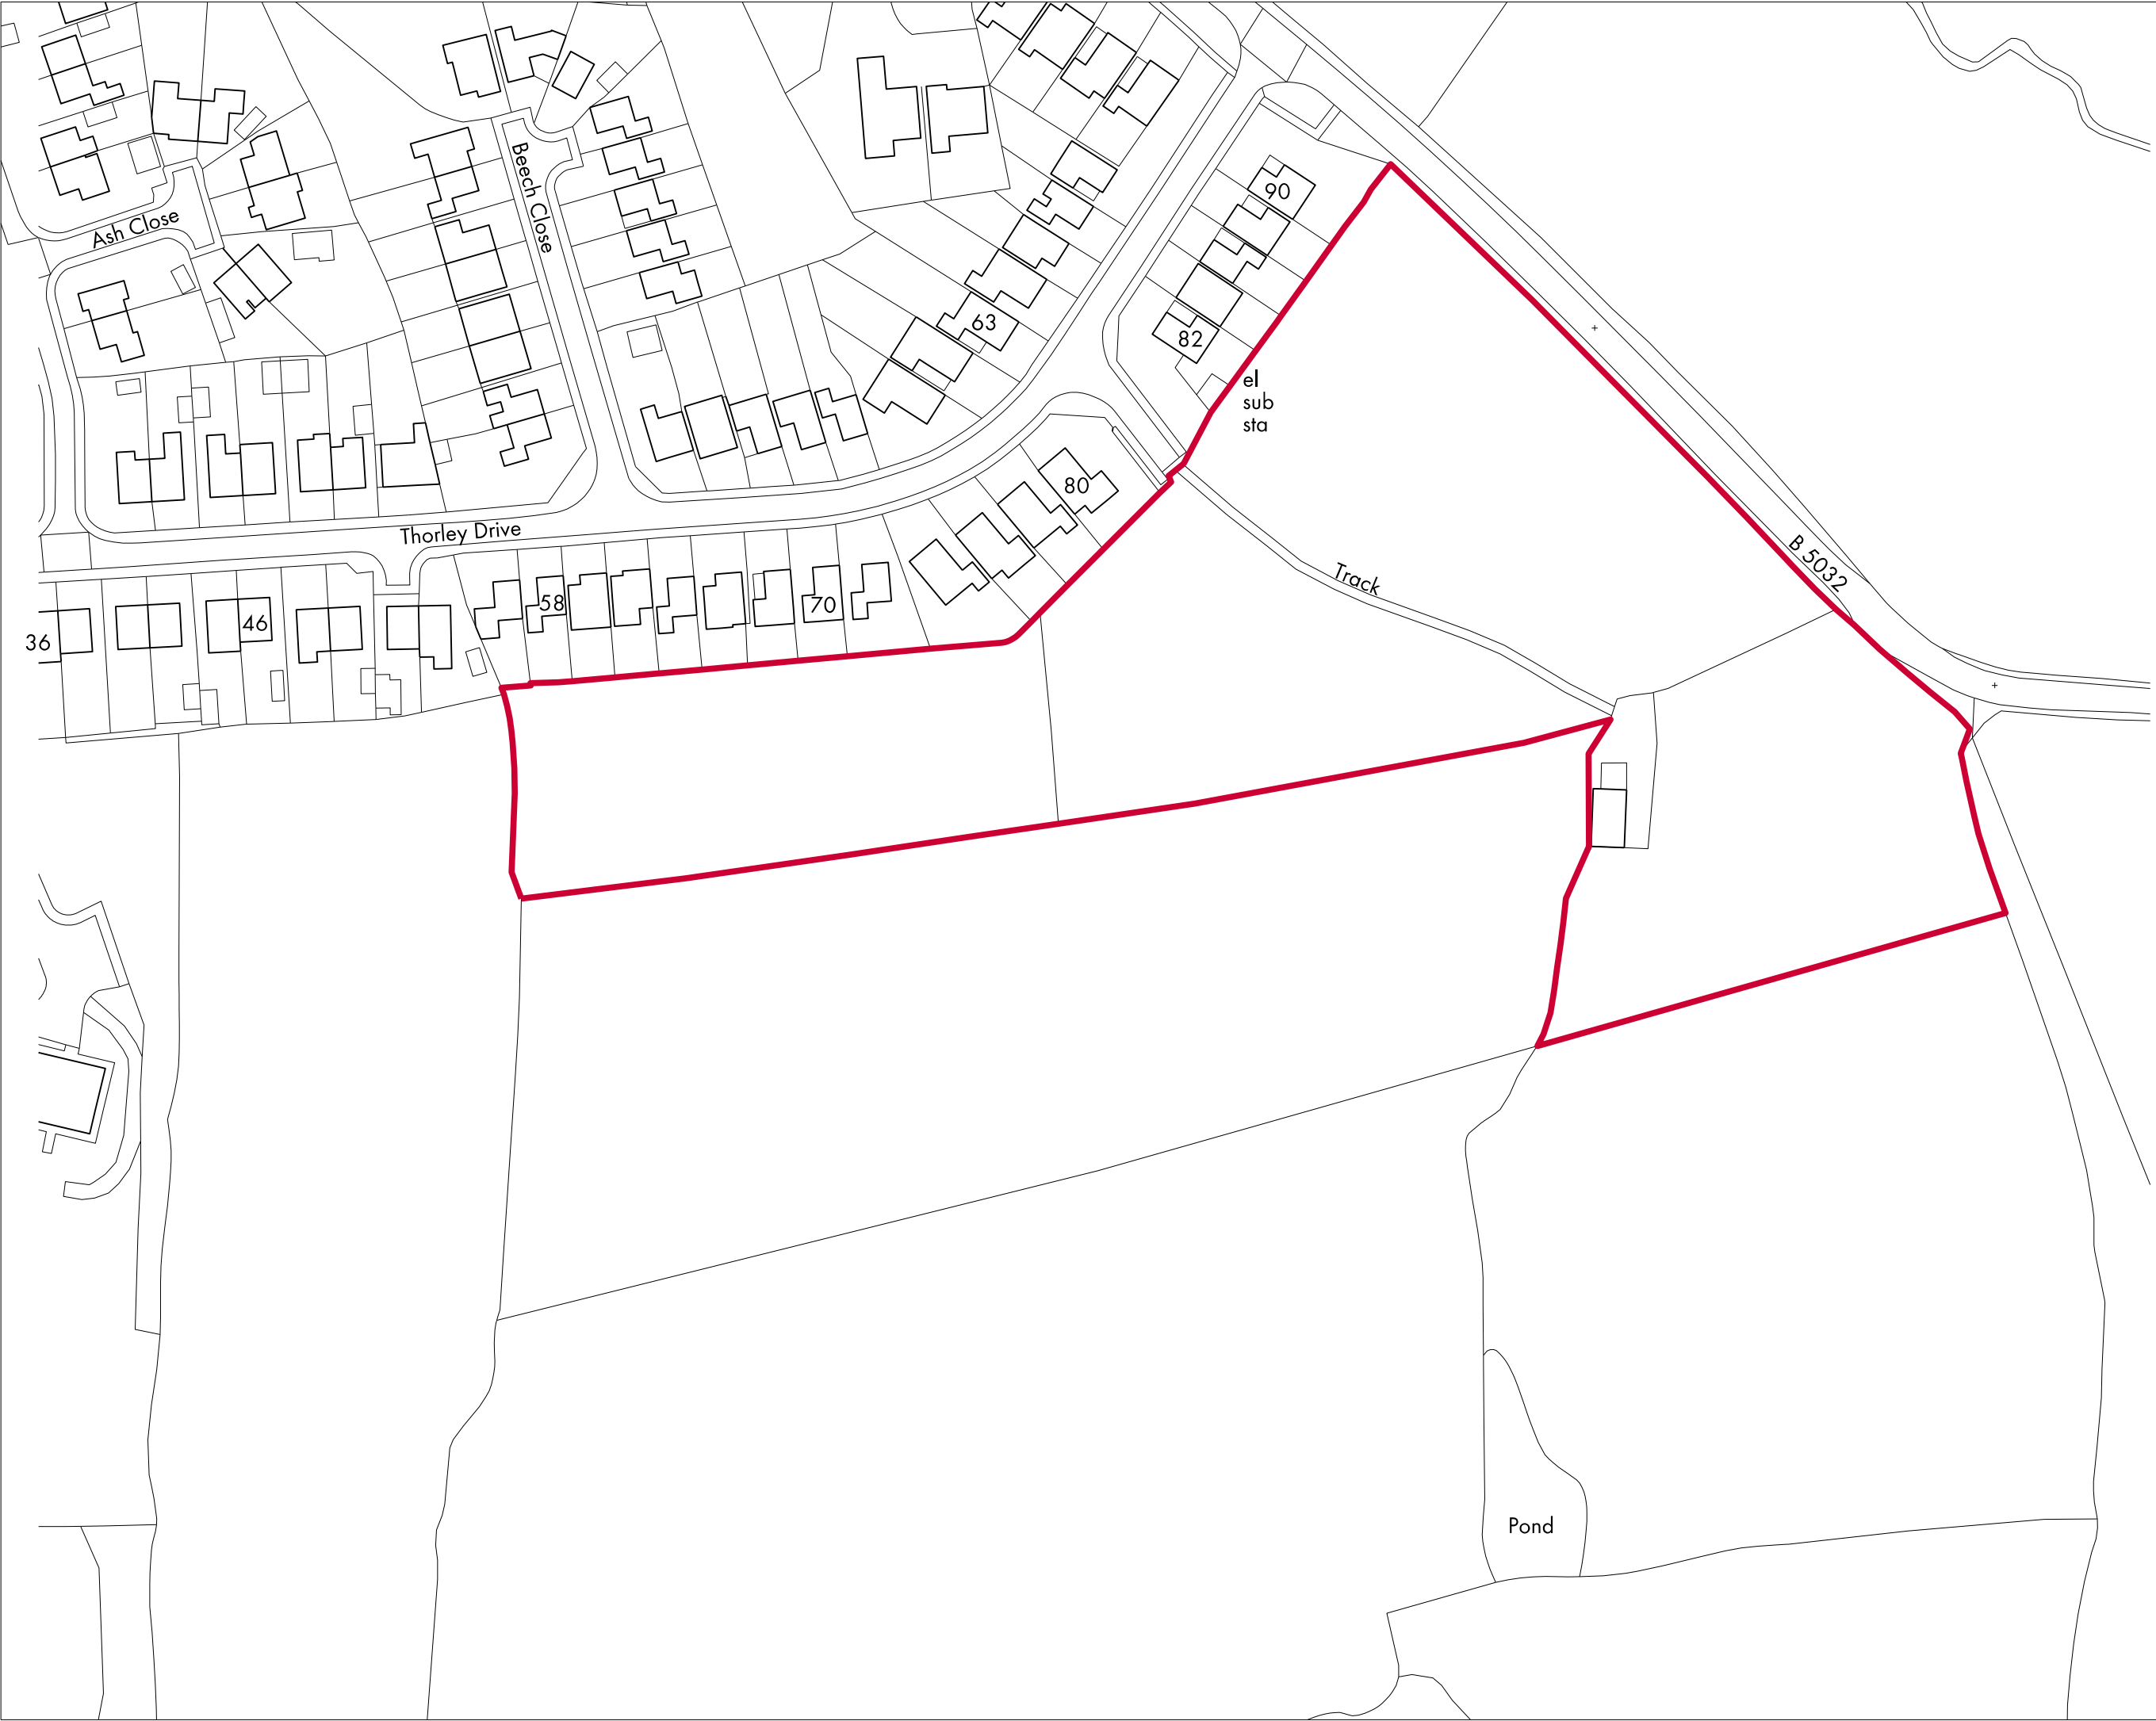 Ash Close
Beech Close
90
63
82
el
sub
sta
80
Thorley Drive
B 5032
Track
58
70
46
36
Pond